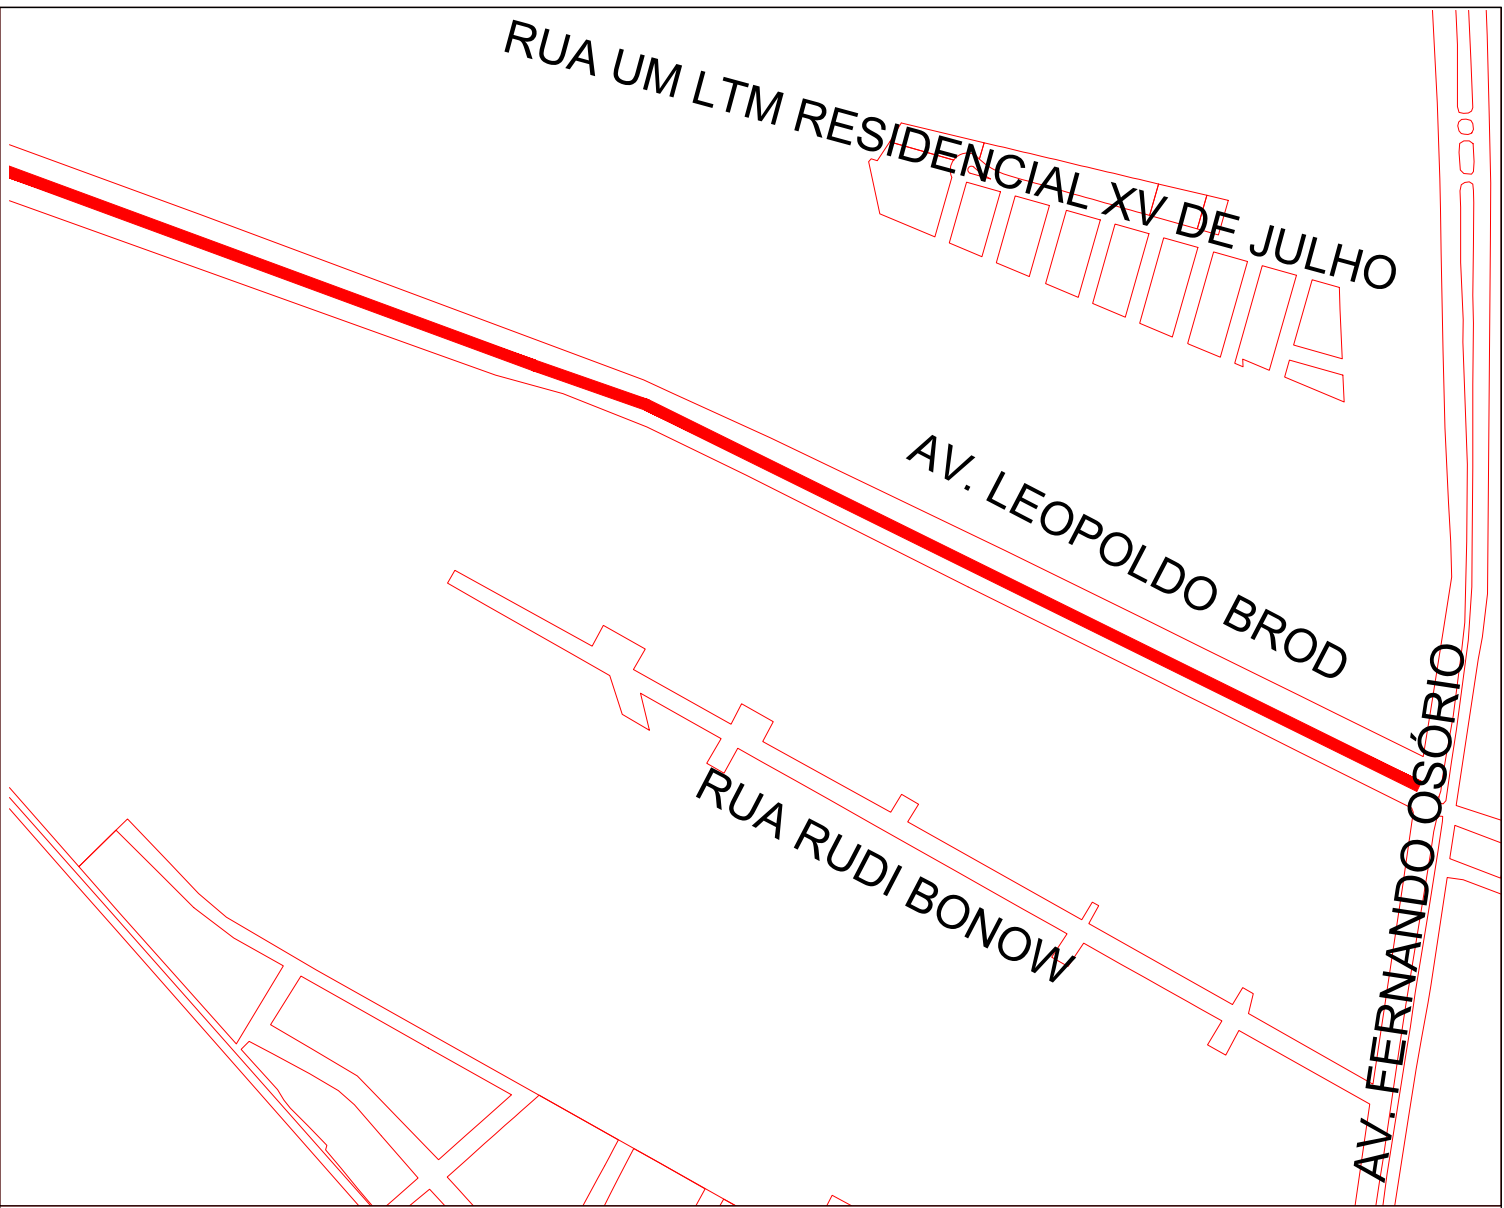 RUA UM LTM RESIDENCIAL XV DE JULHO
AV. LEOPOLDO BROD
RUA RUDI BONOW
AV. FERNANDO OSÓRIO